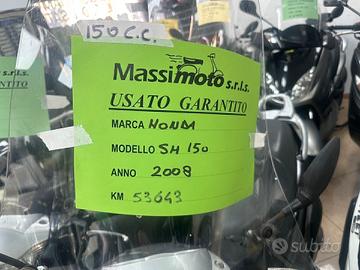 150 C.C.
Massimoto s.r.l.s.
USATO GARANTITO
MARCA HONDA
MODELLO SH 150
ANNO 2008
KM 53643
subito